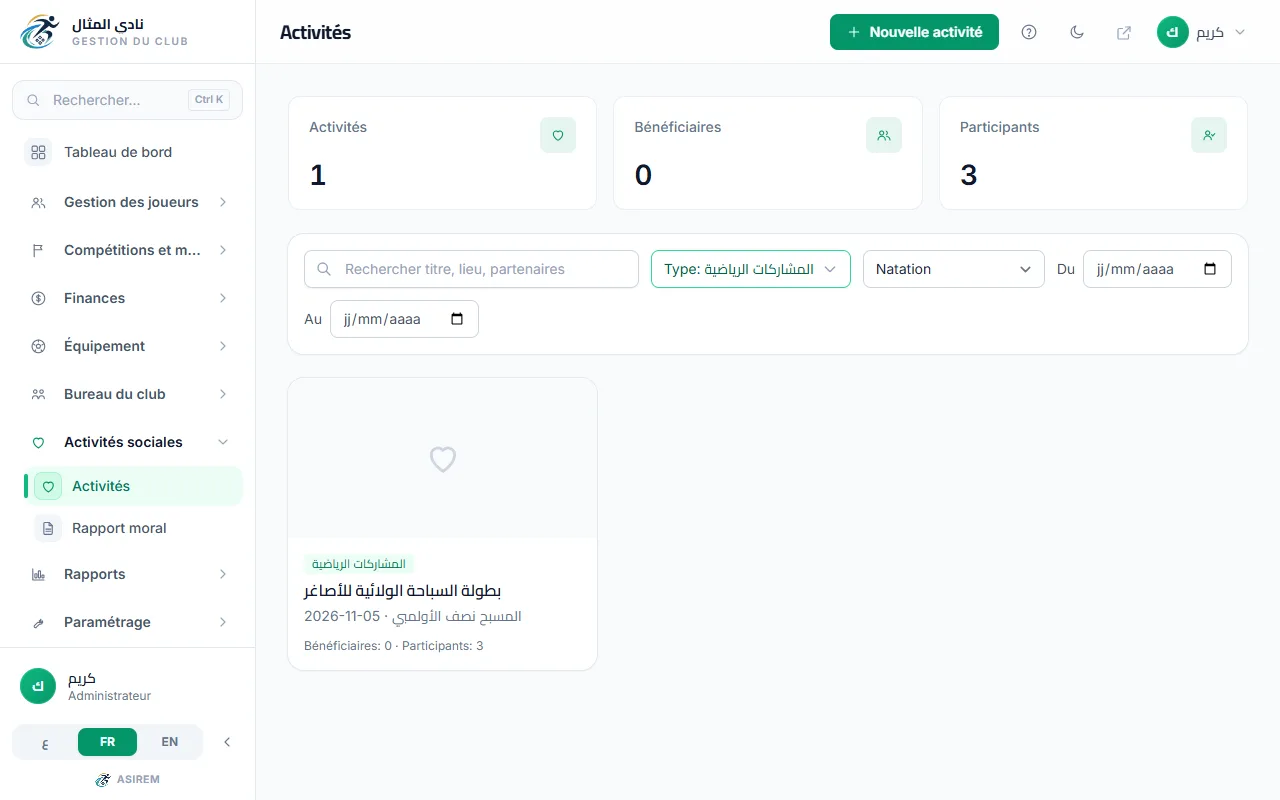 نادي المثال
GESTION DU CLUB
Rechercher...
Ctrl K
Tableau de bord
Gestion des joueurs
Compétitions et m...
Finances
Équipement
Bureau du club
Activités sociales
Activités
Rapport moral
Rapports
Paramétrage
ك
كريم
Administrateur
ع
FR
EN
ASIREM
Activités
+ Nouvelle activité
ك
كريم
Activités
1
Bénéficiaires
0
Participants
3
Rechercher titre, lieu, partenaires
Type: المشاركات الرياضية
Natation
Du
jj/mm/aaaa
Au
jj/mm/aaaa
المشاركات الرياضية
بطولة السباحة الولائية للأصاغر
المسبح نصف الأولمبي · 2026-11-05
Bénéficiaires: 0 · Participants: 3